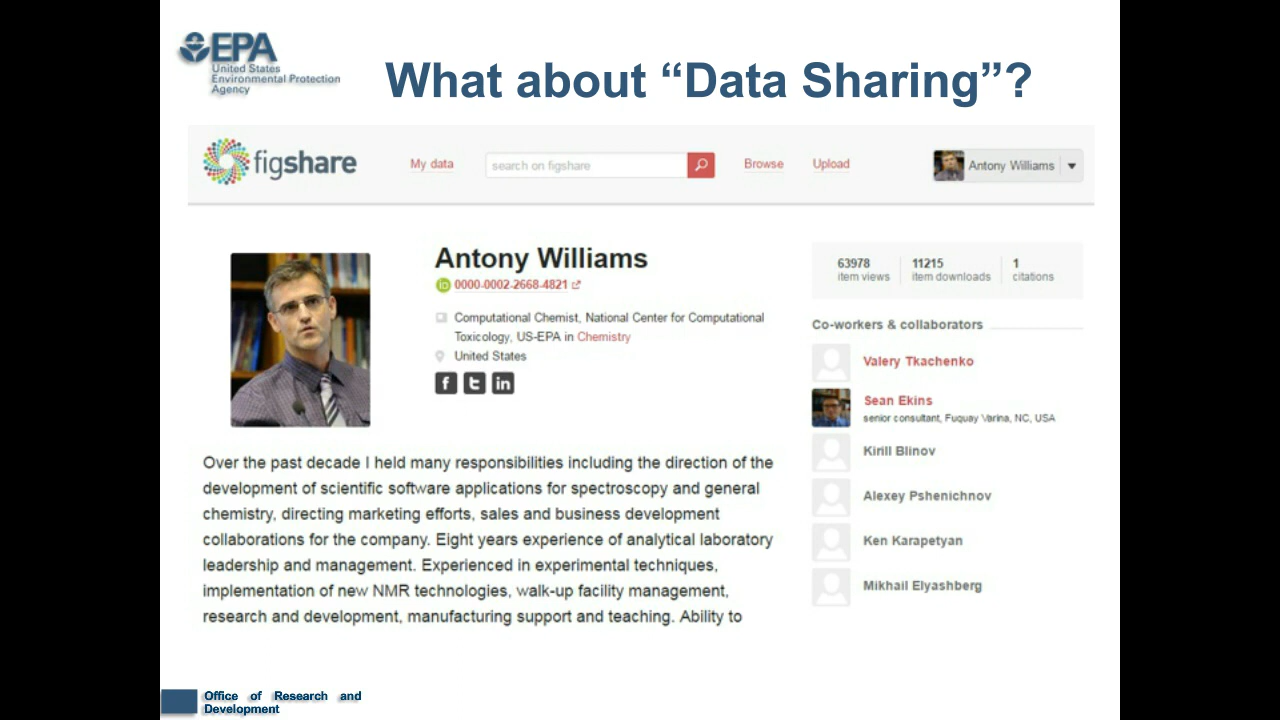 EPA
United States
Environmental Protection
Agency
What about “Data Sharing”?
figshare
My data
search on figshare
Browse
Upload
Antony Williams
Antony Williams
iD 0000-0002-2668-4821
Computational Chemist, National Center for Computational
Toxicology, US-EPA in Chemistry
United States
f t in
63978
item views
11215
item downloads
1
citations
Co-workers & collaborators
Valery Tkachenko
Sean Ekins
senior consultant, Fuquay Varina, NC, USA
Kirill Blinov
Alexey Pshenichnov
Ken Karapetyan
Mikhail Elyashberg
Over the past decade I held many responsibilities including the direction of the
development of scientific software applications for spectroscopy and general
chemistry, directing marketing efforts, sales and business development
collaborations for the company. Eight years experience of analytical laboratory
leadership and management. Experienced in experimental techniques,
implementation of new NMR technologies, walk-up facility management,
research and development, manufacturing support and teaching. Ability to
Office of Research and
Development